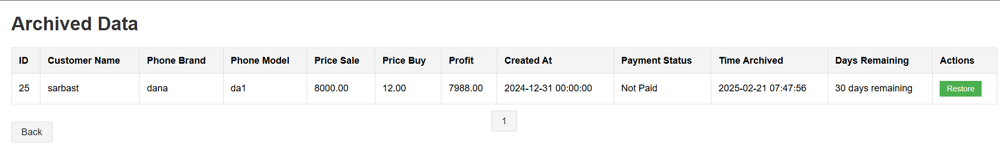 Archived Data
ID Customer Name Phone Brand Phone Model Price Sale Price Buy Profit Created At Payment Status Time Archived Days Remaining Actions
25 sarbast dana da1 8000.00 12.00 7988.00 2024-12-31 00:00:00 Not Paid 2025-02-21 07:47:56 30 days remaining Restore
1
Back